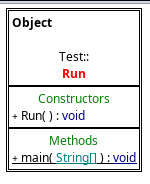 Object
Test::
Run
Constructors
+ Run( ) : void
Methods
+ main( String[] ) : void